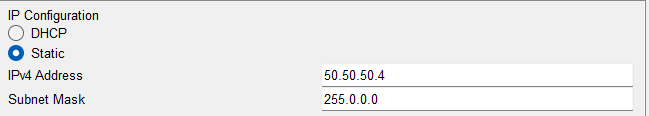 IP Configuration
DHCP
Static
IPv4 Address 50.50.50.4
Subnet Mask 255.0.0.0